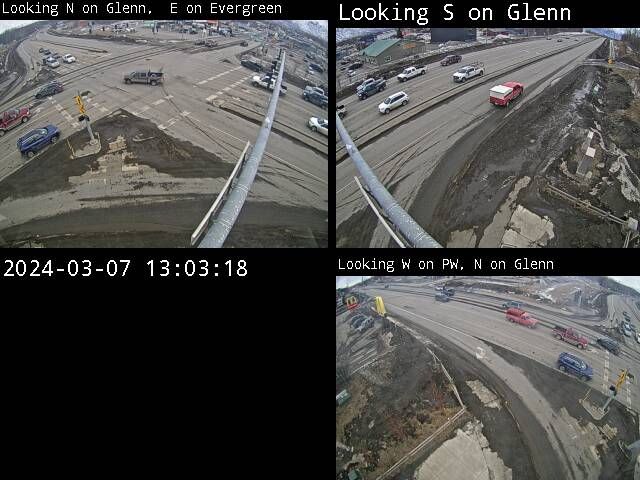 Looking N on Glenn,  E on Evergreen
Looking S on Glenn
2024-03-07 13:03:18
Looking W on PW, N on Glenn